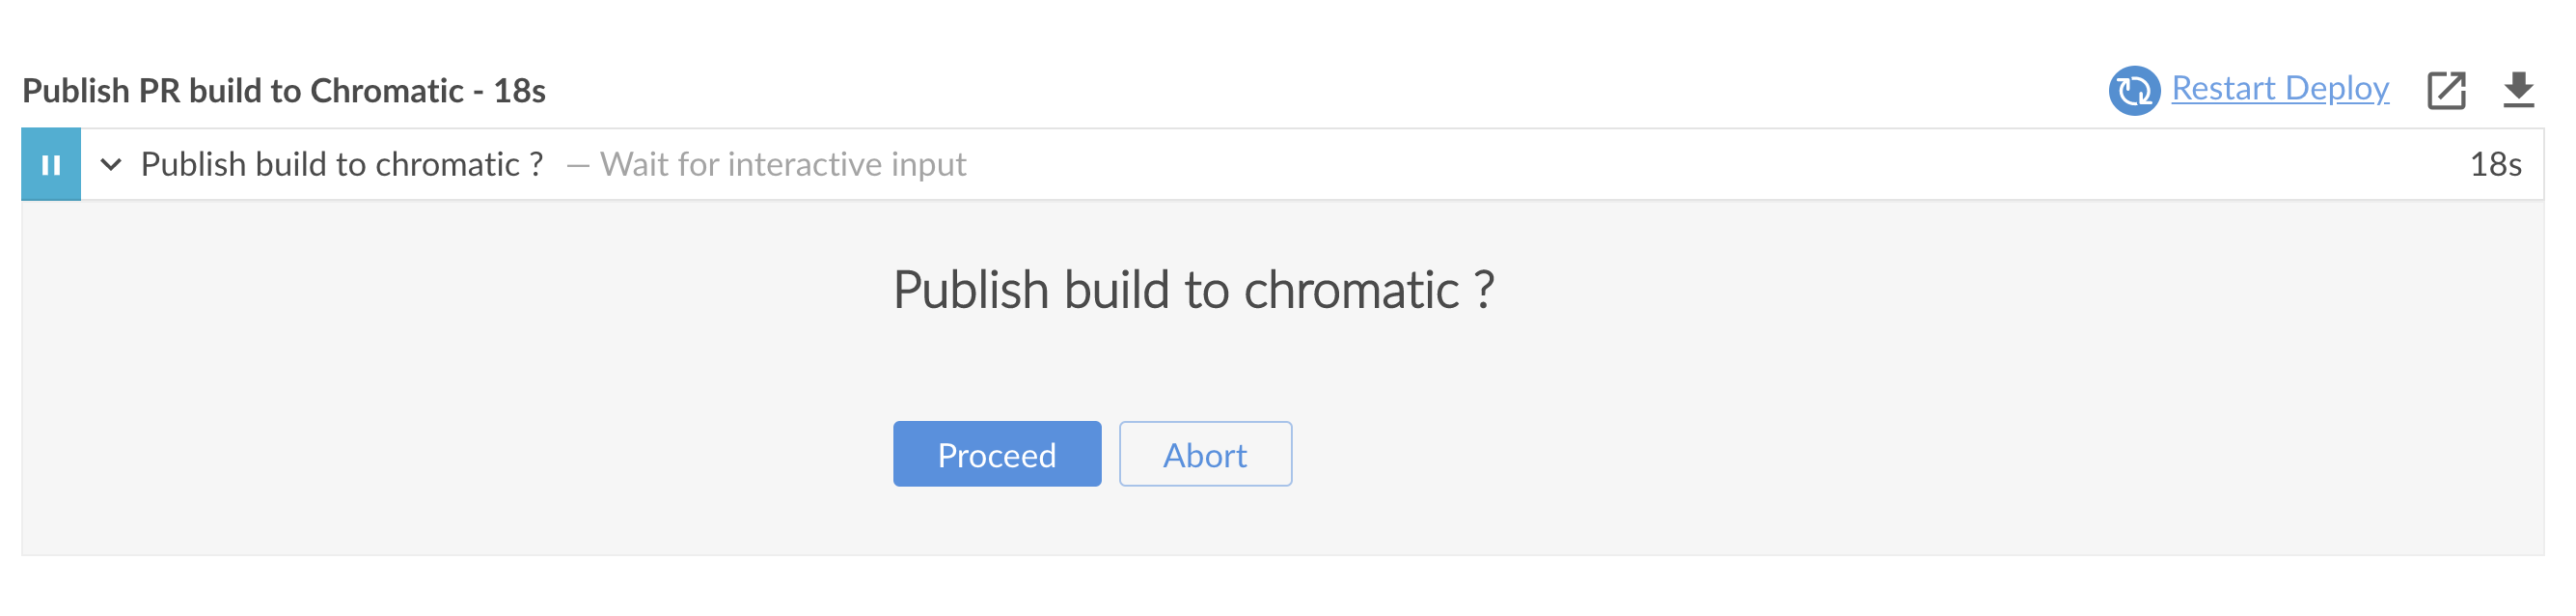 Publish PR build to Chromatic - 18s
Restart Deploy
Publish build to chromatic ? — Wait for interactive input
18s
Publish build to chromatic ?
Proceed
Abort